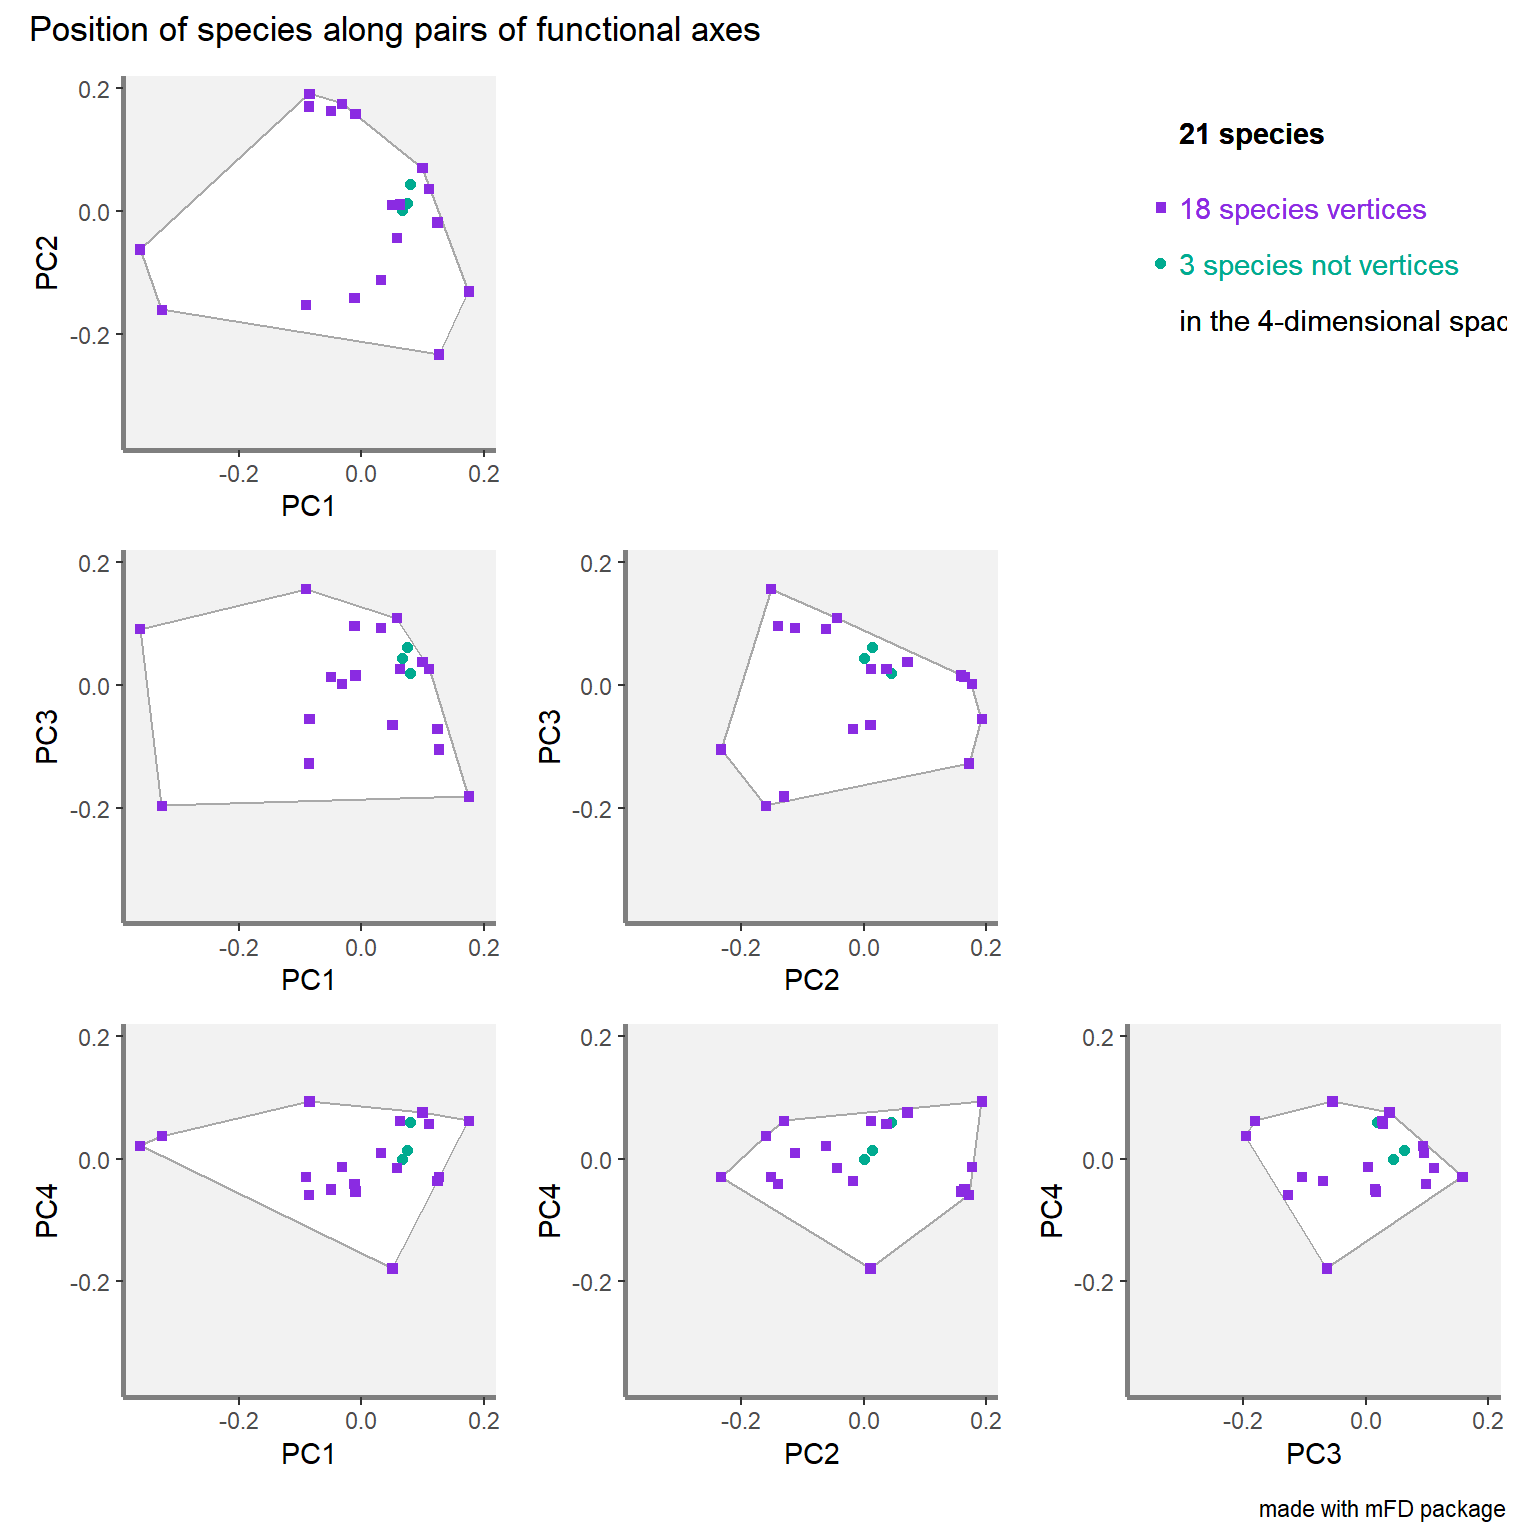 Position of species along pairs of functional axes
0.2
0.0
-0.2
PC2
-0.2 0.0 0.2
PC1
21 species
18 species vertices
3 species not vertices
in the 4-dimensional spac
0.2
0.0
-0.2
PC3
-0.2 0.0 0.2
PC1
0.2
0.0
-0.2
PC3
-0.2 0.0 0.2
PC2
0.2
0.0
-0.2
PC4
-0.2 0.0 0.2
PC1
0.2
0.0
-0.2
PC4
-0.2 0.0 0.2
PC2
0.2
0.0
-0.2
PC4
-0.2 0.0 0.2
PC3
made with mFD package